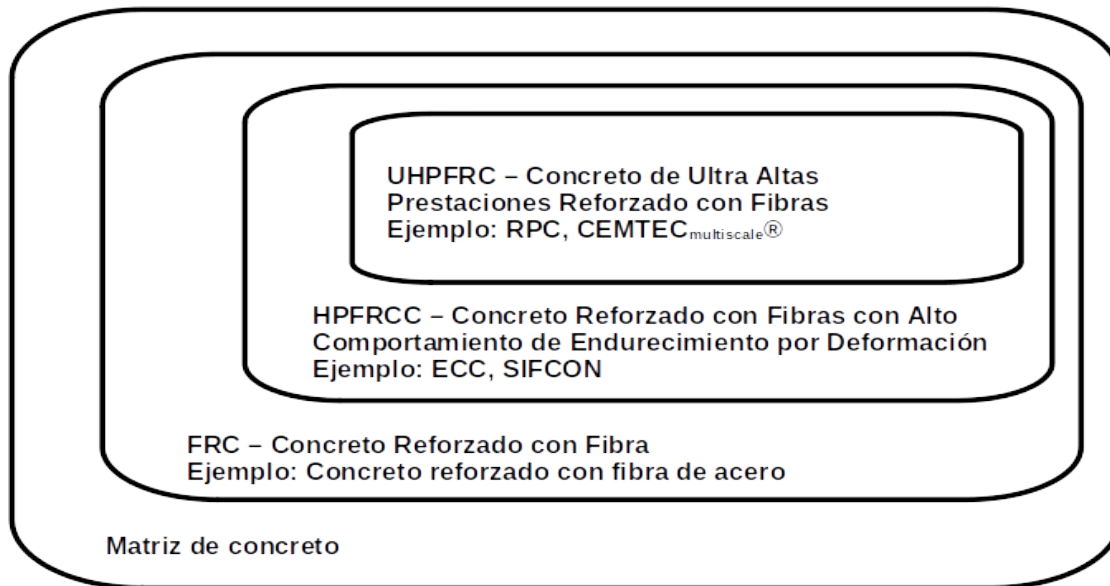 UHPFRC – Concreto de Ultra Altas
Prestaciones Reforzado con Fibras
Ejemplo: RPC, CEMTECmultiscale®
HPFRCC – Concreto Reforzado con Fibras con Alto
Comportamiento de Endurecimiento por Deformación
Ejemplo: ECC, SIFCON
FRC – Concreto Reforzado con Fibra
Ejemplo: Concreto reforzado con fibra de acero
Matriz de concreto